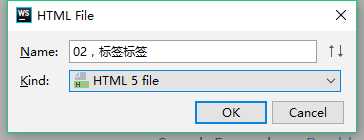 WS HTML File
Name: 02，标签标签
Kind: HTML 5 file
OK Cancel